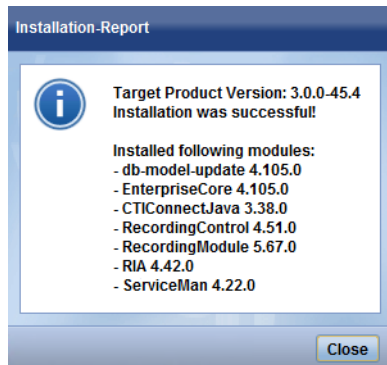 Installation-Report
Target Product Version: 3.0.0-45.4
Installation was successful!
Installed following modules:
- db-model-update 4.105.0
- EnterpriseCore 4.105.0
- CTIConnectJava 3.38.0
- RecordingControl 4.51.0
- RecordingModule 5.67.0
- RIA 4.42.0
- ServiceMan 4.22.0
Close